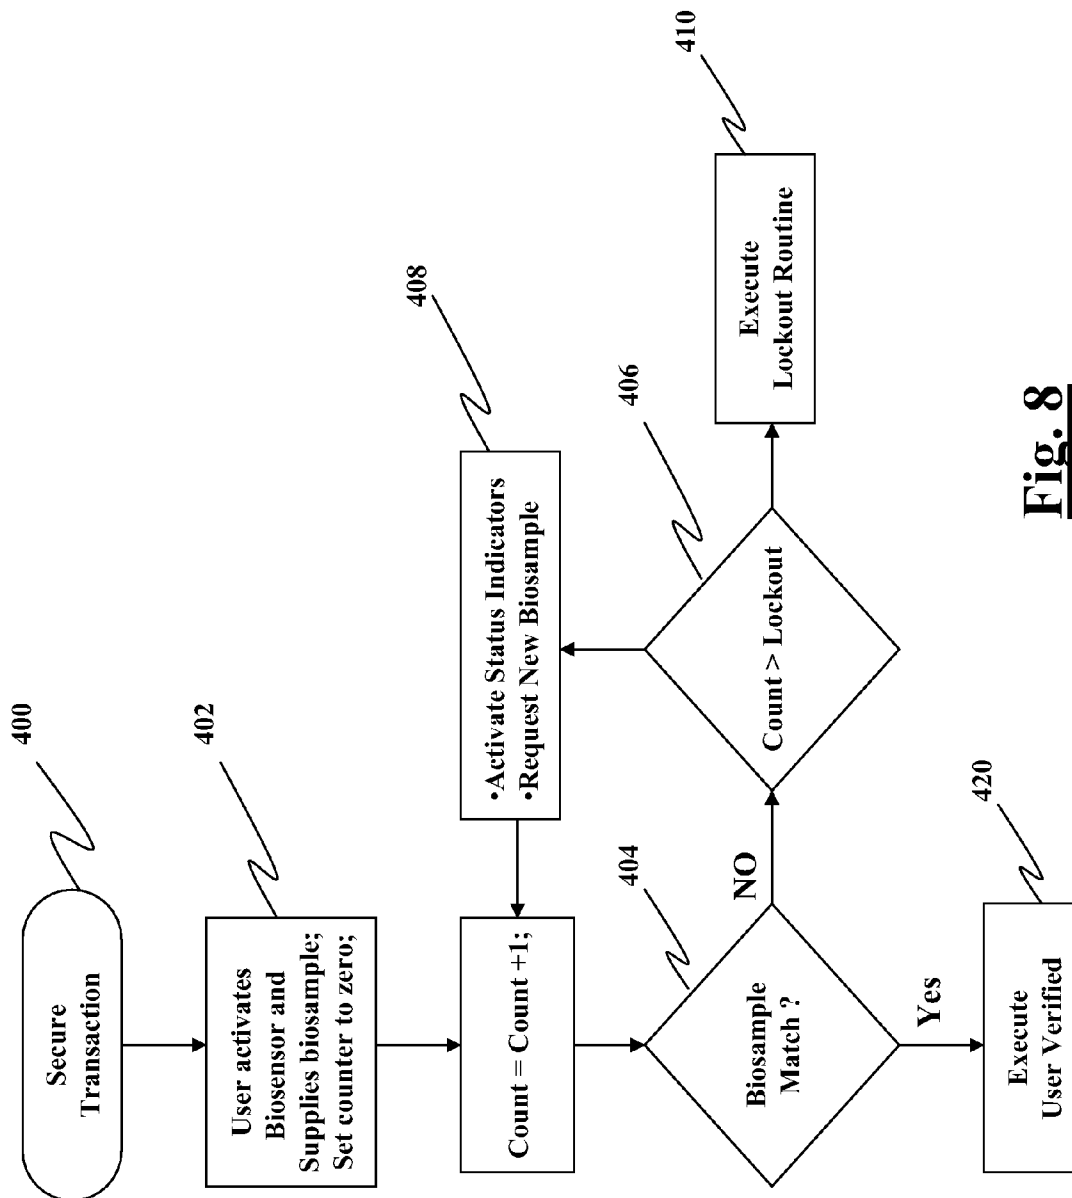 400
Secure
Transaction
402
User activates
Biosensor and
Supplies biosample;
Set counter to zero;
408
•Activate Status Indicators
•Request New Biosample
Count = Count +1;
404
Biosample
Match ?
NO
406
Count > Lockout
410
Execute
Lockout Routine
Yes
420
Execute
User Verified
Fig. 8